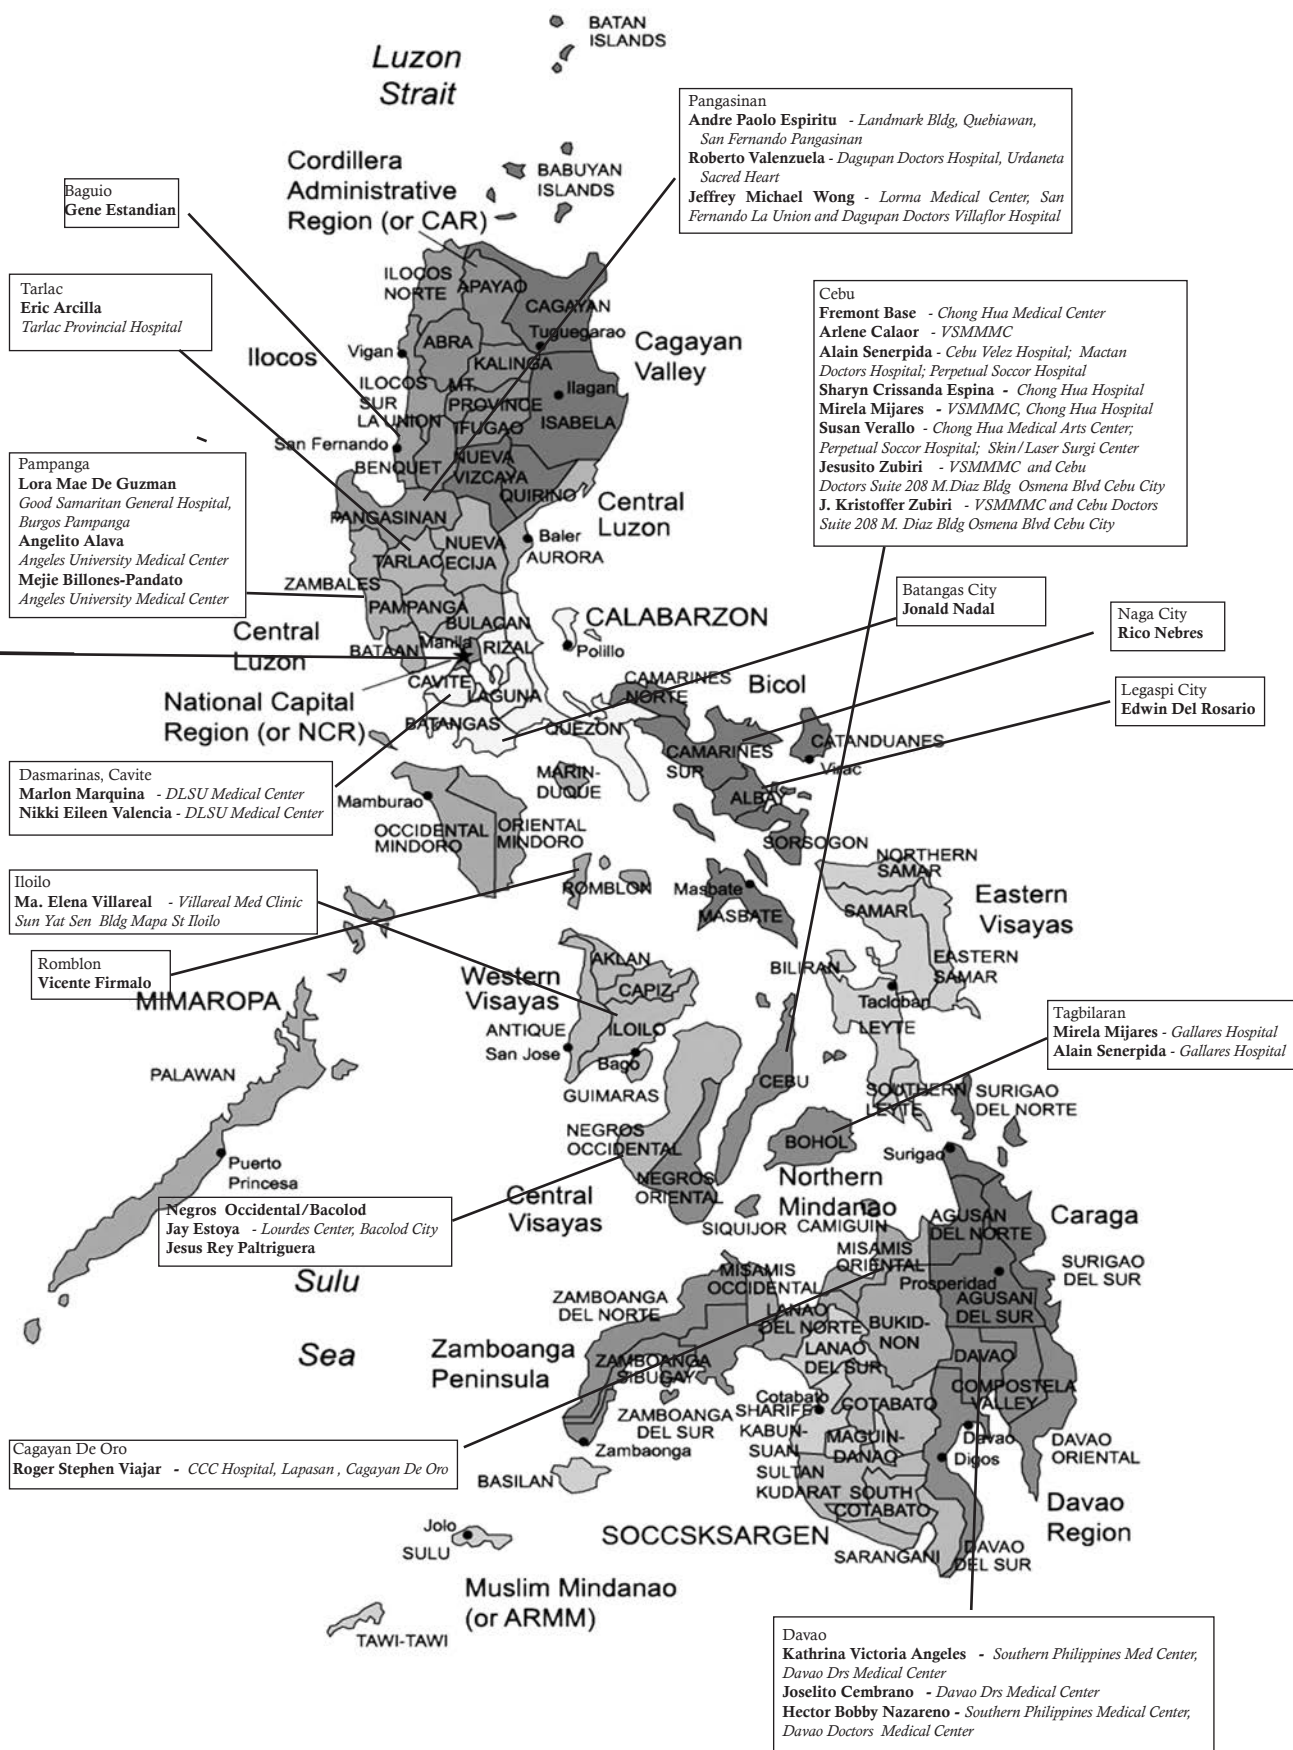 BATAN
ISLANDS
Luzon
Strait
Pangasinan
Andre Paolo Espiritu - Landmark Bldg, Quebiawan,
San Fernando Pangasinan
Roberto Valenzuela - Dagupan Doctors Hospital, Urdaneta
Sacred Heart
Jeffrey Michael Wong - Lorma Medical Center, San
Fernando La Union and Dagupan Doctors Villaflor Hospital
Cordillera
Administrative
Region (or CAR)
BABUYAN
ISLANDS
Baguio
Gene Estandian
Tarlac
Eric Arcilla
Tarlac Provincial Hospital
ILOCOS
NORTE
APAYAO
CAGAYAN
Tuguegarao
ABRA
Vigan
Ilocos
KALINGA
Cagayan
Valley
ILOCOS
SUR
MT.
PROVINCE
Ilagan
LA UNION
IFUGAO
ISABELA
San Fernando
BENQUET
NUEVA
VIZCAYA
QUIRINO
Cebu
Fremont Base - Chong Hua Medical Center
Arlene Calaor - VSMMMC
Alain Senerpida - Cebu Velez Hospital; Mactan
Doctors Hospital; Perpetual Soccor Hospital
Sharyn Crissanda Espina - Chong Hua Hospital
Mirela Mijares - VSMMMC, Chong Hua Hospital
Susan Verallo - Chong Hua Medical Arts Center;
Perpetual Soccor Hospital; Skin/Laser Surgi Center
Jesusito Zubiri - VSMMMC and Cebu
Doctors Suite 208 M.Diaz Bldg Osmena Blvd Cebu City
J. Kristoffer Zubiri - VSMMMC and Cebu Doctors
Suite 208 M. Diaz Bldg Osmena Blvd Cebu City
Pampanga
Lora Mae De Guzman
Good Samaritan General Hospital,
Burgos Pampanga
Angelito Alava
Angeles University Medical Center
Mejie Billones-Pandato
Angeles University Medical Center
PANGASINAN
Central
Luzon
TARLAC
NUEVA
ECIJA
Baler
AURORA
ZAMBALES
PAMPANGA
BULACAN
CALABARZON
Batangas City
Jonald Nadal
Naga City
Rico Nebres
Central
Luzon
BATAAN
Manila
RIZAL
Polillo
National Capital
Region (or NCR)
CAVITE
LAGUNA
BATANGAS
QUEZON
CAMARINES
NORTE
Bicol
Legaspi City
Edwin Del Rosario
CAMARINES
SUR
CATANDUANES
Virac
ALBAY
SORSOGON
Dasmarinas, Cavite
Marlon Marquina - DLSU Medical Center
Nikki Eileen Valencia - DLSU Medical Center
Mamburao
MARIN-
DUQUE
OCCIDENTAL
MINDORO
ORIENTAL
MINDORO
ROMBLON
Masbate
MASBATE
NORTHERN
SAMAR
SAMAR
EASTERN
SAMAR
Eastern
Visayas
Iloilo
Ma. Elena Villareal - Villareal Med Clinic
Sun Yat Sen Bldg Mapa St Iloilo
Romblon
Vicente Firmalo
MIMAROPA
PALAWAN
Puerto
Princesa
Western
Visayas
AKLAN
CAPIZ
ANTIQUE
ILOILO
San Jose
Bago
GUIMARAS
BILIRAN
Tacloban
LEYTE
SOUTHERN
LEYTE
CEBU
Tagbilaran
Mirela Mijares - Gallares Hospital
Alain Senerpida - Gallares Hospital
SURIGAO
DEL NORTE
NEGROS
OCCIDENTAL
NEGROS
ORIENTAL
BOHOL
Surigao
Central
Visayas
SIQUIJOR
Northern
Mindanao
CAMIGUIN
Negros Occidental/Bacolod
Jay Estoya - Lourdes Center, Bacolod City
Jesus Rey Paltriguera
Sulu
Sea
AGUSAN
DEL NORTE
Caraga
MISAMIS
ORIENTAL
MISAMIS
OCCIDENTAL
Prosperidad
SURIGAO
DEL SUR
AGUSAN
DEL SUR
ZAMBOANGA
DEL NORTE
LANAO
DEL NORTE
BUKID-
NON
LANAO
DEL SUR
Zamboanga
Peninsula
ZAMBOANGA
SIBUGAY
ZAMBOANGA
DEL SUR
DAVAO
COMPOSTELA
VALLEY
Cotabato
SHARIFF
KABUN-
SUAN
COTABATO
MAGUIN-
DANAO
Davao
Digos
DAVAO
ORIENTAL
Zambaonga
BASILAN
SULTAN
KUDARAT
SOUTH
COTABATO
Davao
Region
Cagayan De Oro
Roger Stephen Viajar - CCC Hospital, Lapasan , Cagayan De Oro
Jolo
SULU
SOCCSKSARGEN
SARANGANI
DAVAO
DEL SUR
Muslim Mindanao
(or ARMM)
TAWI-TAWI
Davao
Kathrina Victoria Angeles - Southern Philippines Med Center,
Davao Drs Medical Center
Joselito Cembrano - Davao Drs Medical Center
Hector Bobby Nazareno - Southern Philippines Medical Center,
Davao Doctors Medical Center